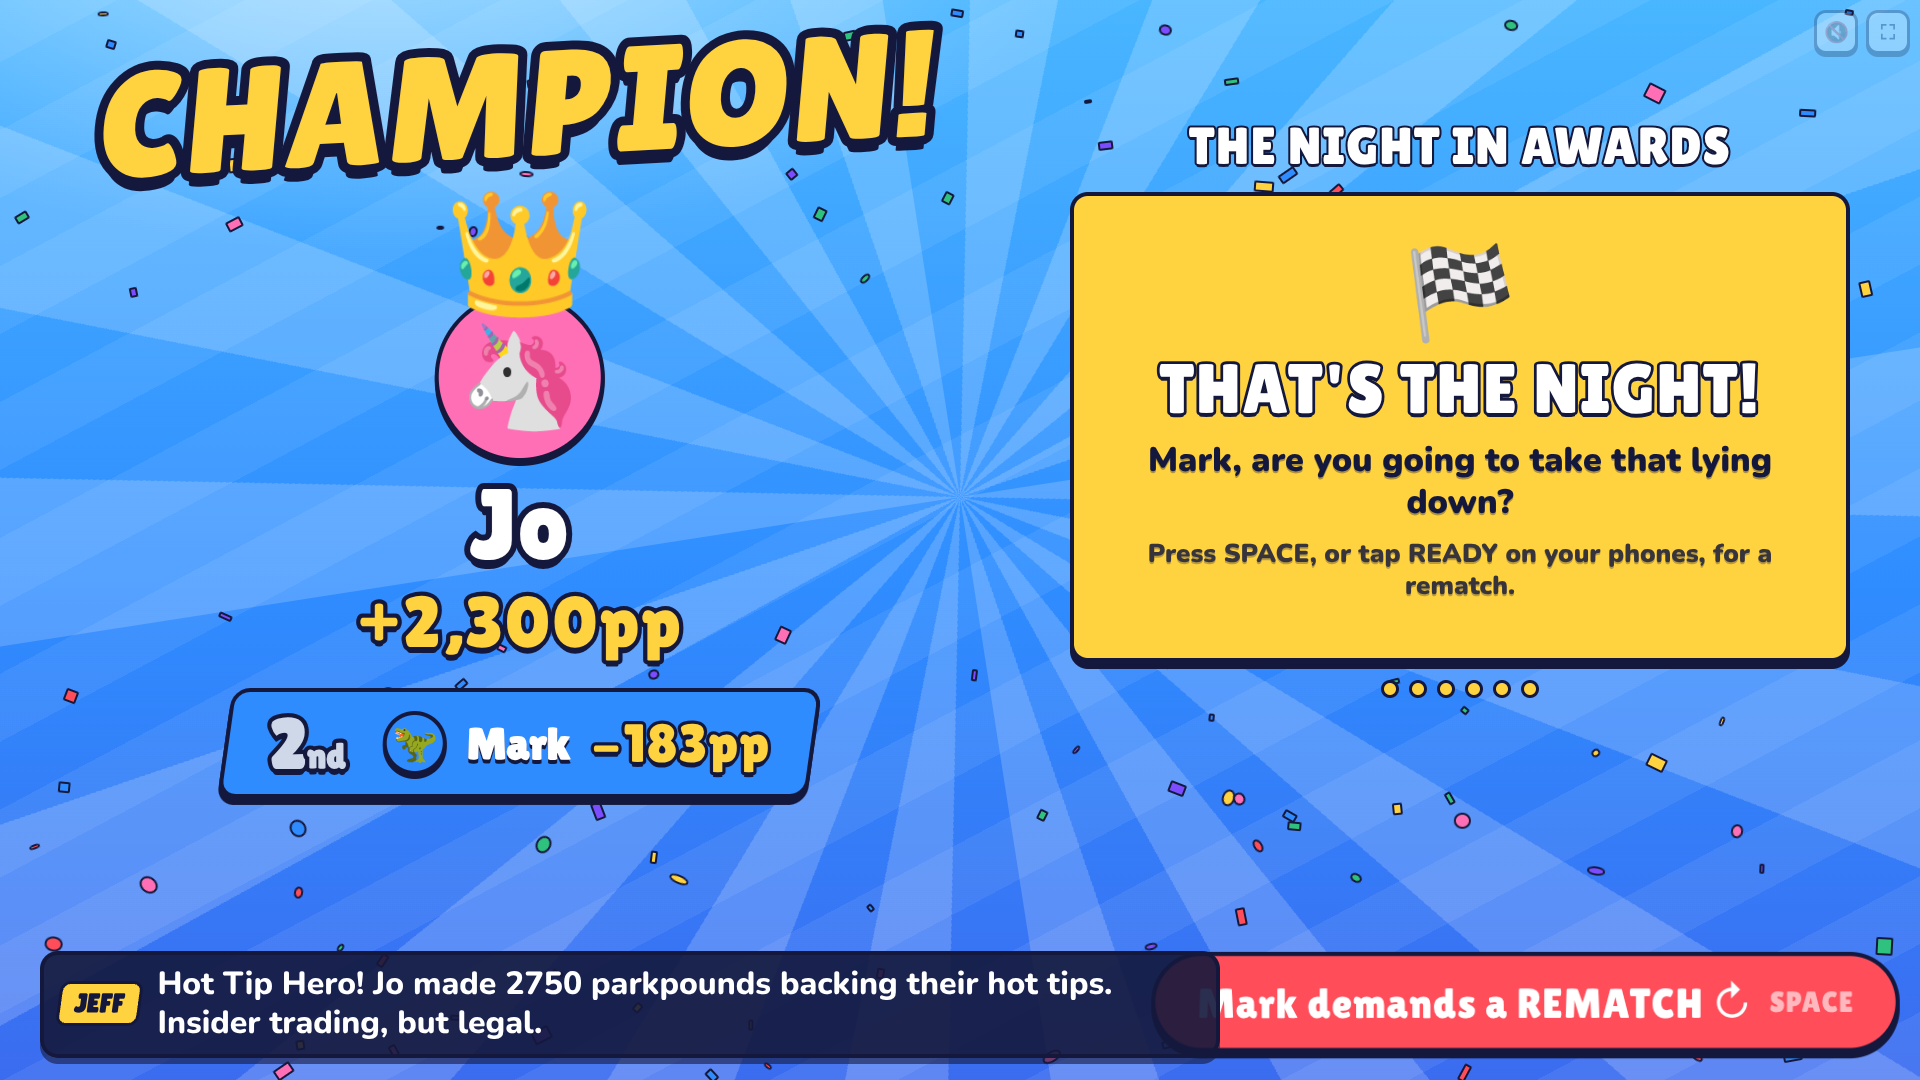 CHAMPION!
Jo
+2,300pp
2nd Mark -183pp
THE NIGHT IN AWARDS
THAT'S THE NIGHT!
Mark, are you going to take that lying
down?
Press SPACE, or tap READY on your phones, for a
rematch.
JEFF
Hot Tip Hero! Jo made 2750 parkpounds backing their hot tips.
Insider trading, but legal.
Mark demands a REMATCH SPACE